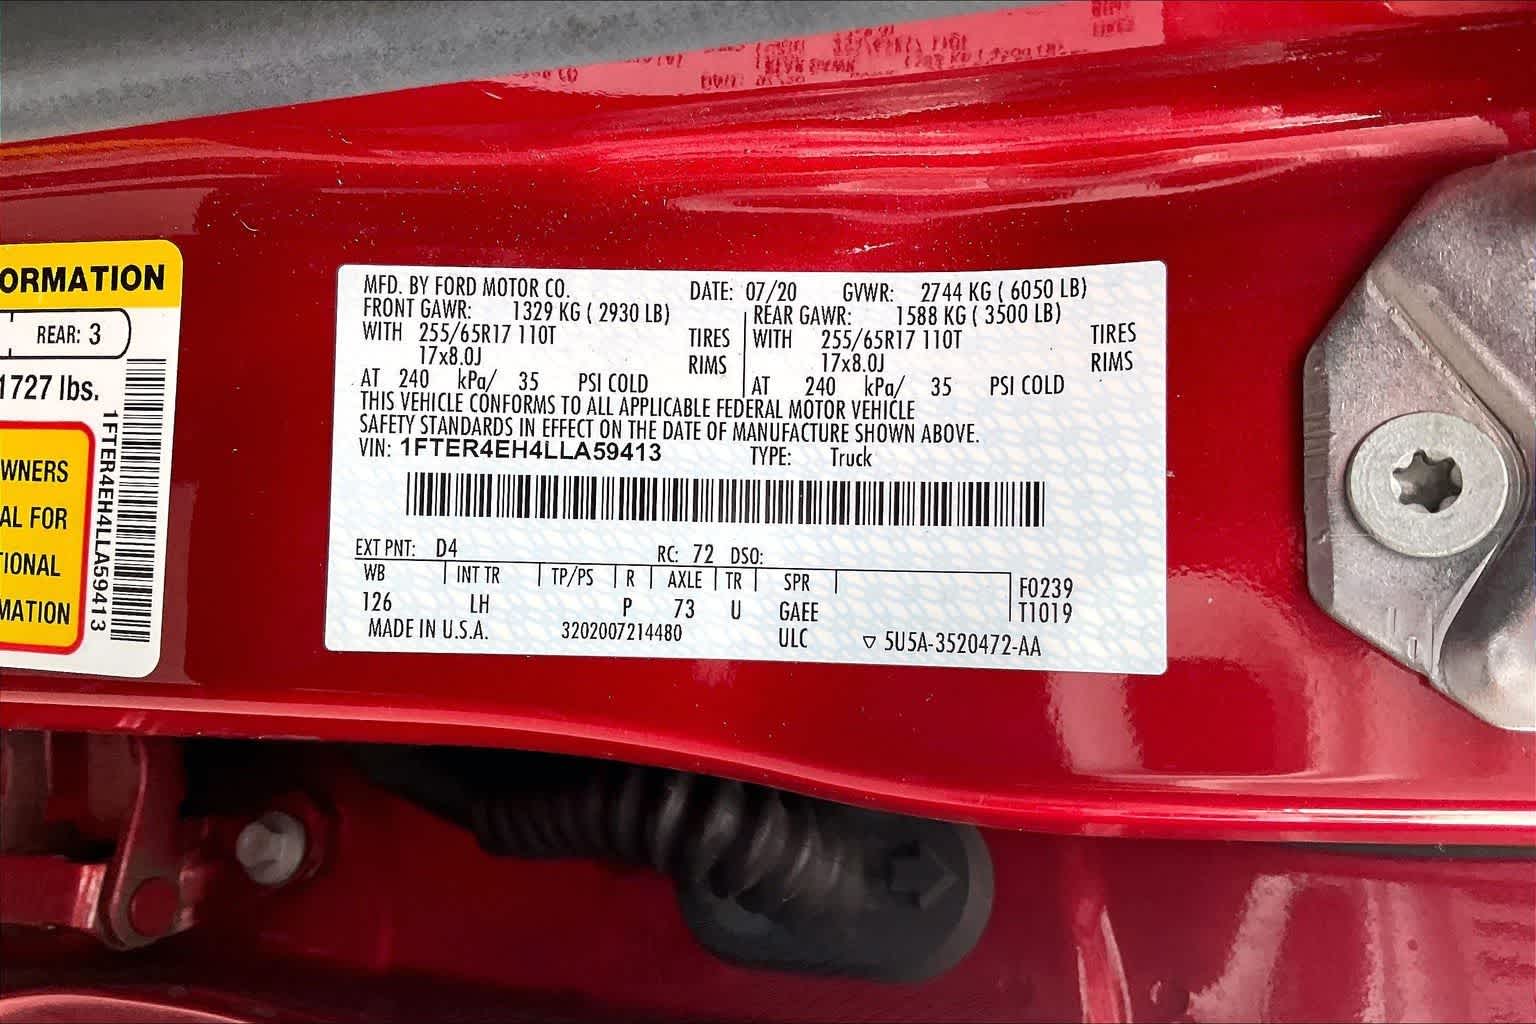 ORMATION
REAR: 3
1727 lbs.
WNERS
AL FOR
TIONAL
MATION
1FTER4EH4LLA59413
MFD. BY FORD MOTOR CO. DATE: 07/20 GVWR: 2744 KG ( 6050 LB)
FRONT GAWR: 1329 KG ( 2930 LB) REAR GAWR: 1588 KG ( 3500 LB)
WITH 255/65R17 110T TIRES WITH 255/65R17 110T TIRES
17x8.0J RIMS 17x8.0J RIMS
AT 240 kPa/ 35 PSI COLD AT 240 kPa/ 35 PSI COLD
THIS VEHICLE CONFORMS TO ALL APPLICABLE FEDERAL MOTOR VEHICLE
SAFETY STANDARDS IN EFFECT ON THE DATE OF MANUFACTURE SHOWN ABOVE.
VIN: 1FTER4EH4LLA59413 TYPE: Truck
EXT PNT: D4 RC: 72 DSO:
WB INT TR TP/PS R AXLE TR SPR F0239
126 LH P 73 U GAEE T1019
MADE IN U.S.A. 3202007214480 ULC ▽ 5U5A-3520472-AA